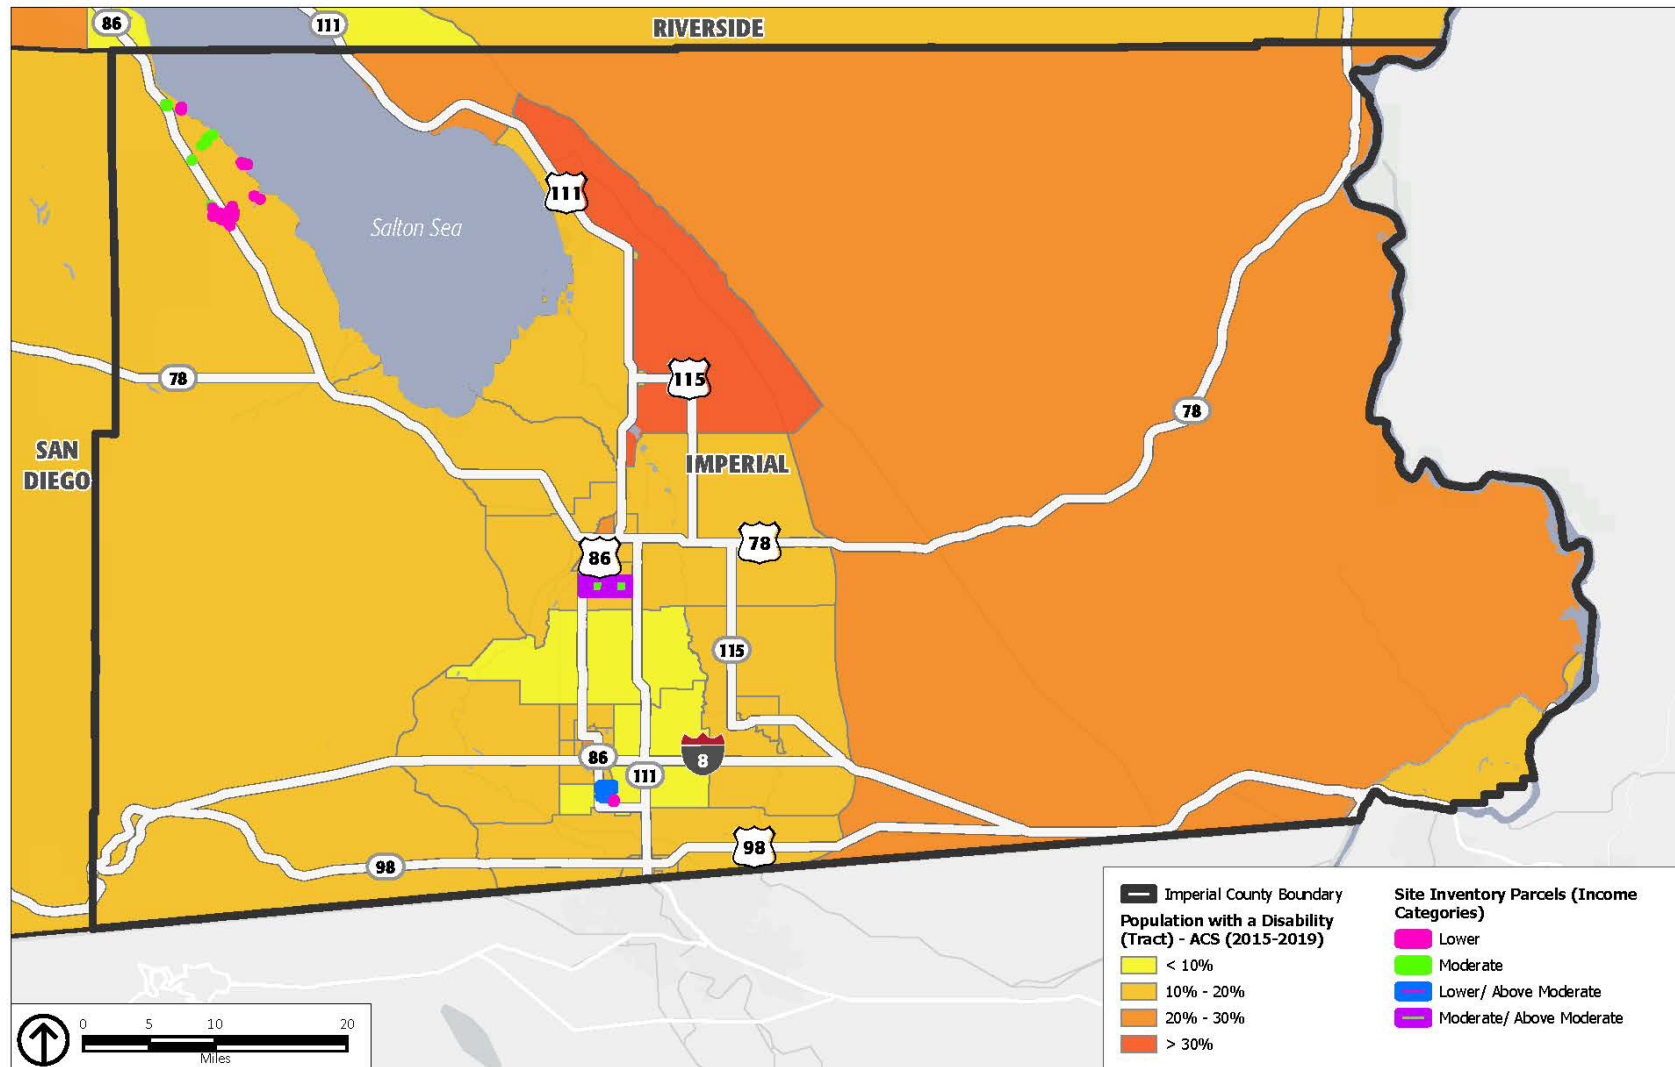 86
111
RIVERSIDE
111
Salton Sea
115
78
78
SAN
DIEGO
IMPERIAL
86
78
115
86
8
111
98
98
Imperial County Boundary
Population with a Disability
(Tract) - ACS (2015-2019)
< 10%
10% - 20%
20% - 30%
> 30%
Site Inventory Parcels (Income
Categories)
Lower
Moderate
Lower/ Above Moderate
Moderate/ Above Moderate
0 5 10 20
Miles